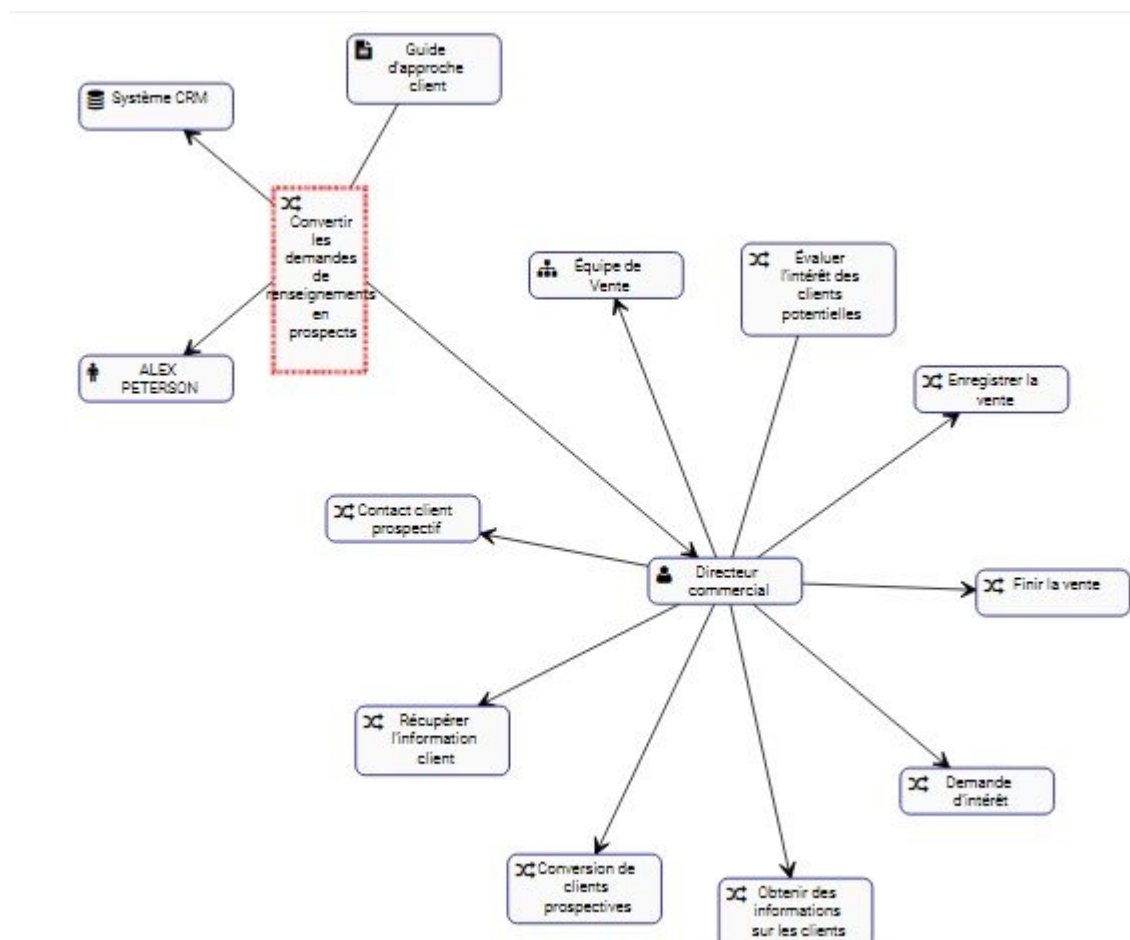 Guide
d'approche
client
Système CRM
Convertir
les
demandes
de
renseignements
en
prospects
ALEX
PETERSON
Équipe de
Vente
Évaluer
l'intérêt des
clients
potentielles
Enregistrer la
vente
Contact client
prospectif
Directeur
commercial
Finir la vente
Récupérer
l'information
client
Demande
d'intérêt
Conversion de
clients
prospectives
Obtenir des
informations
sur les clients